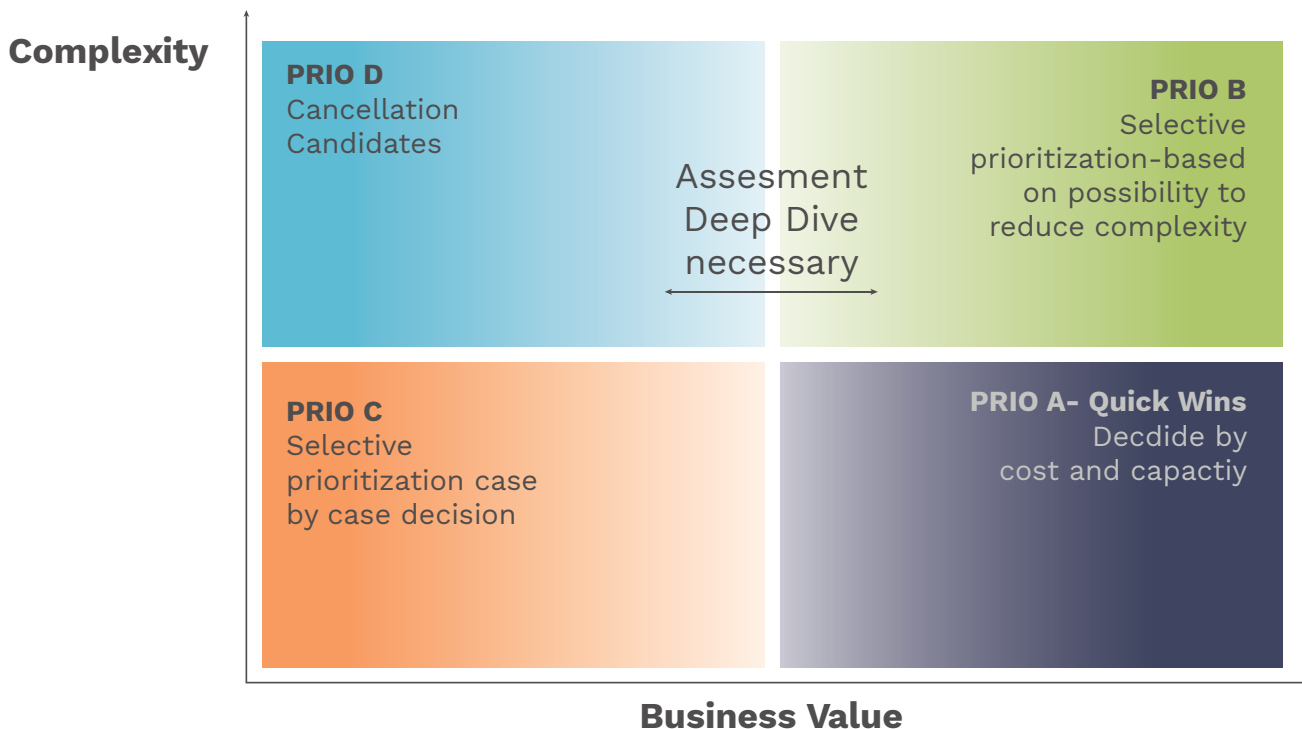 Complexity
PRIO D
Cancellation
Candidates
Assesment
Deep Dive
necessary
PRIO B
Selective
prioritization-based
on possibility to
reduce complexity
PRIO C
Selective
prioritization case
by case decision
PRIO A- Quick Wins
Decdide by
cost and capactiy
Business Value